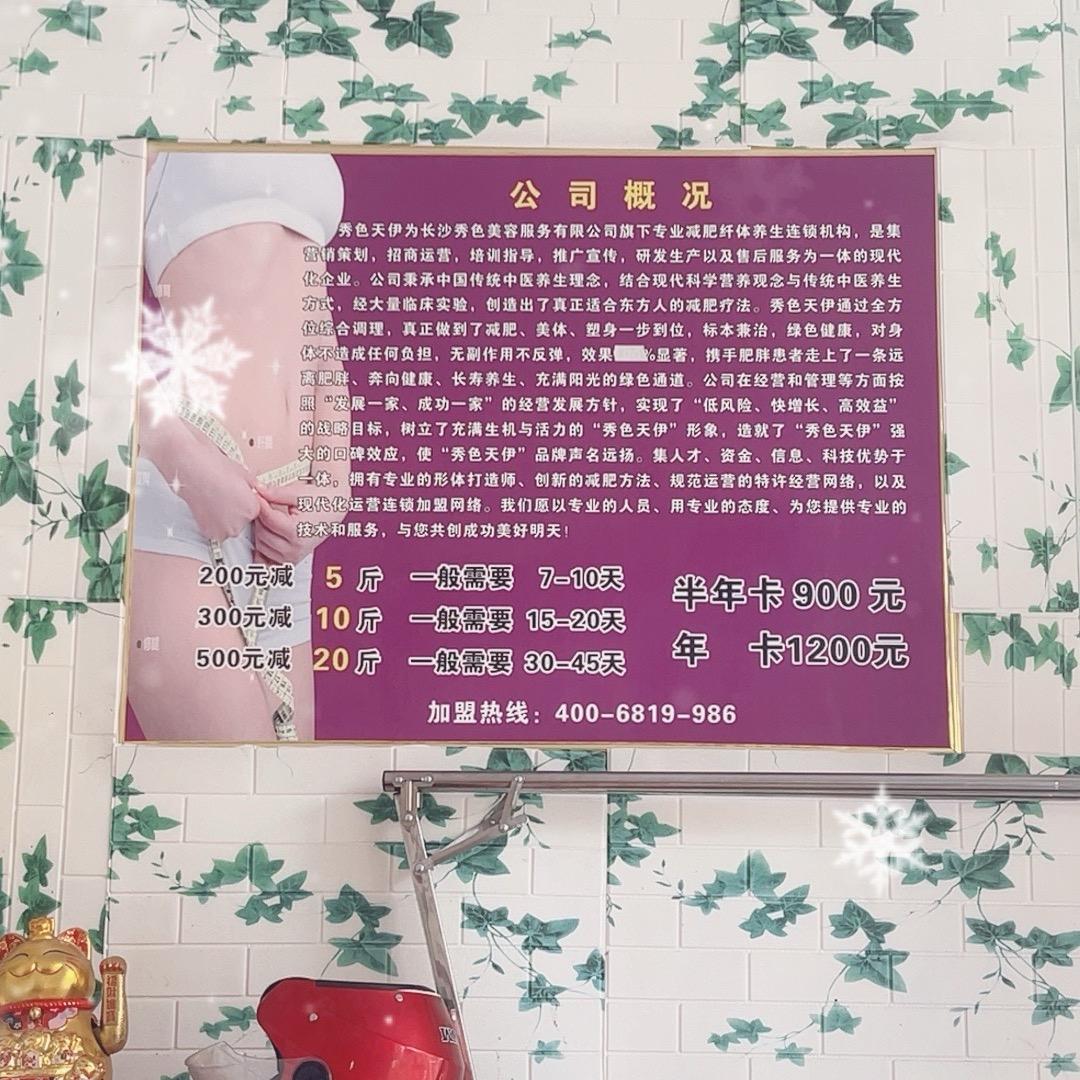 公司概况
秀色天伊为长沙秀色美容服务有限公司旗下专业减肥纤体养生连锁机构，是集
营销策划，招商运营，培训指导，推广宣传，研发生产以及售后服务为一体的现代
化企业。公司秉承中国传统中医养生理念，结合现代科学营养观念与传统中医养生
方式，经大量临床实验，创造出了真正适合东方人的减肥疗法。秀色天伊通过全方
位综合调理，真正做到了减肥、美体、塑身一步到位，标本兼治，绿色健康，对身
体不造成任何负担，无副作用不反弹，效果%显著，携手肥胖患者走上了一条远
离肥胖、奔向健康、长寿养生、充满阳光的绿色通道。公司在经营和管理等方面按
照“发展一家、成功一家”的经营发展方针，实现了“低风险、快增长、高效益”
的战略目标，树立了充满生机与活力的“秀色天伊”形象，造就了“秀色天伊”强
大的口碑效应，使“秀色天伊”品牌声名远扬。集人才、资金、信息、科技优势于
一体，拥有专业的形体打造师、创新的减肥方法、规范运营的特许经营网络，以及
现代化运营连锁加盟网络。我们愿以专业的人员、用专业的态度、为您提供专业的
技术和服务，与您共创成功美好明天！
200元减 5斤 一般需要 7-10天
300元减 10斤 一般需要 15-20天
500元减 20斤 一般需要 30-45天
半年卡 900 元
年 卡1200元
加盟热线：400-6819-986